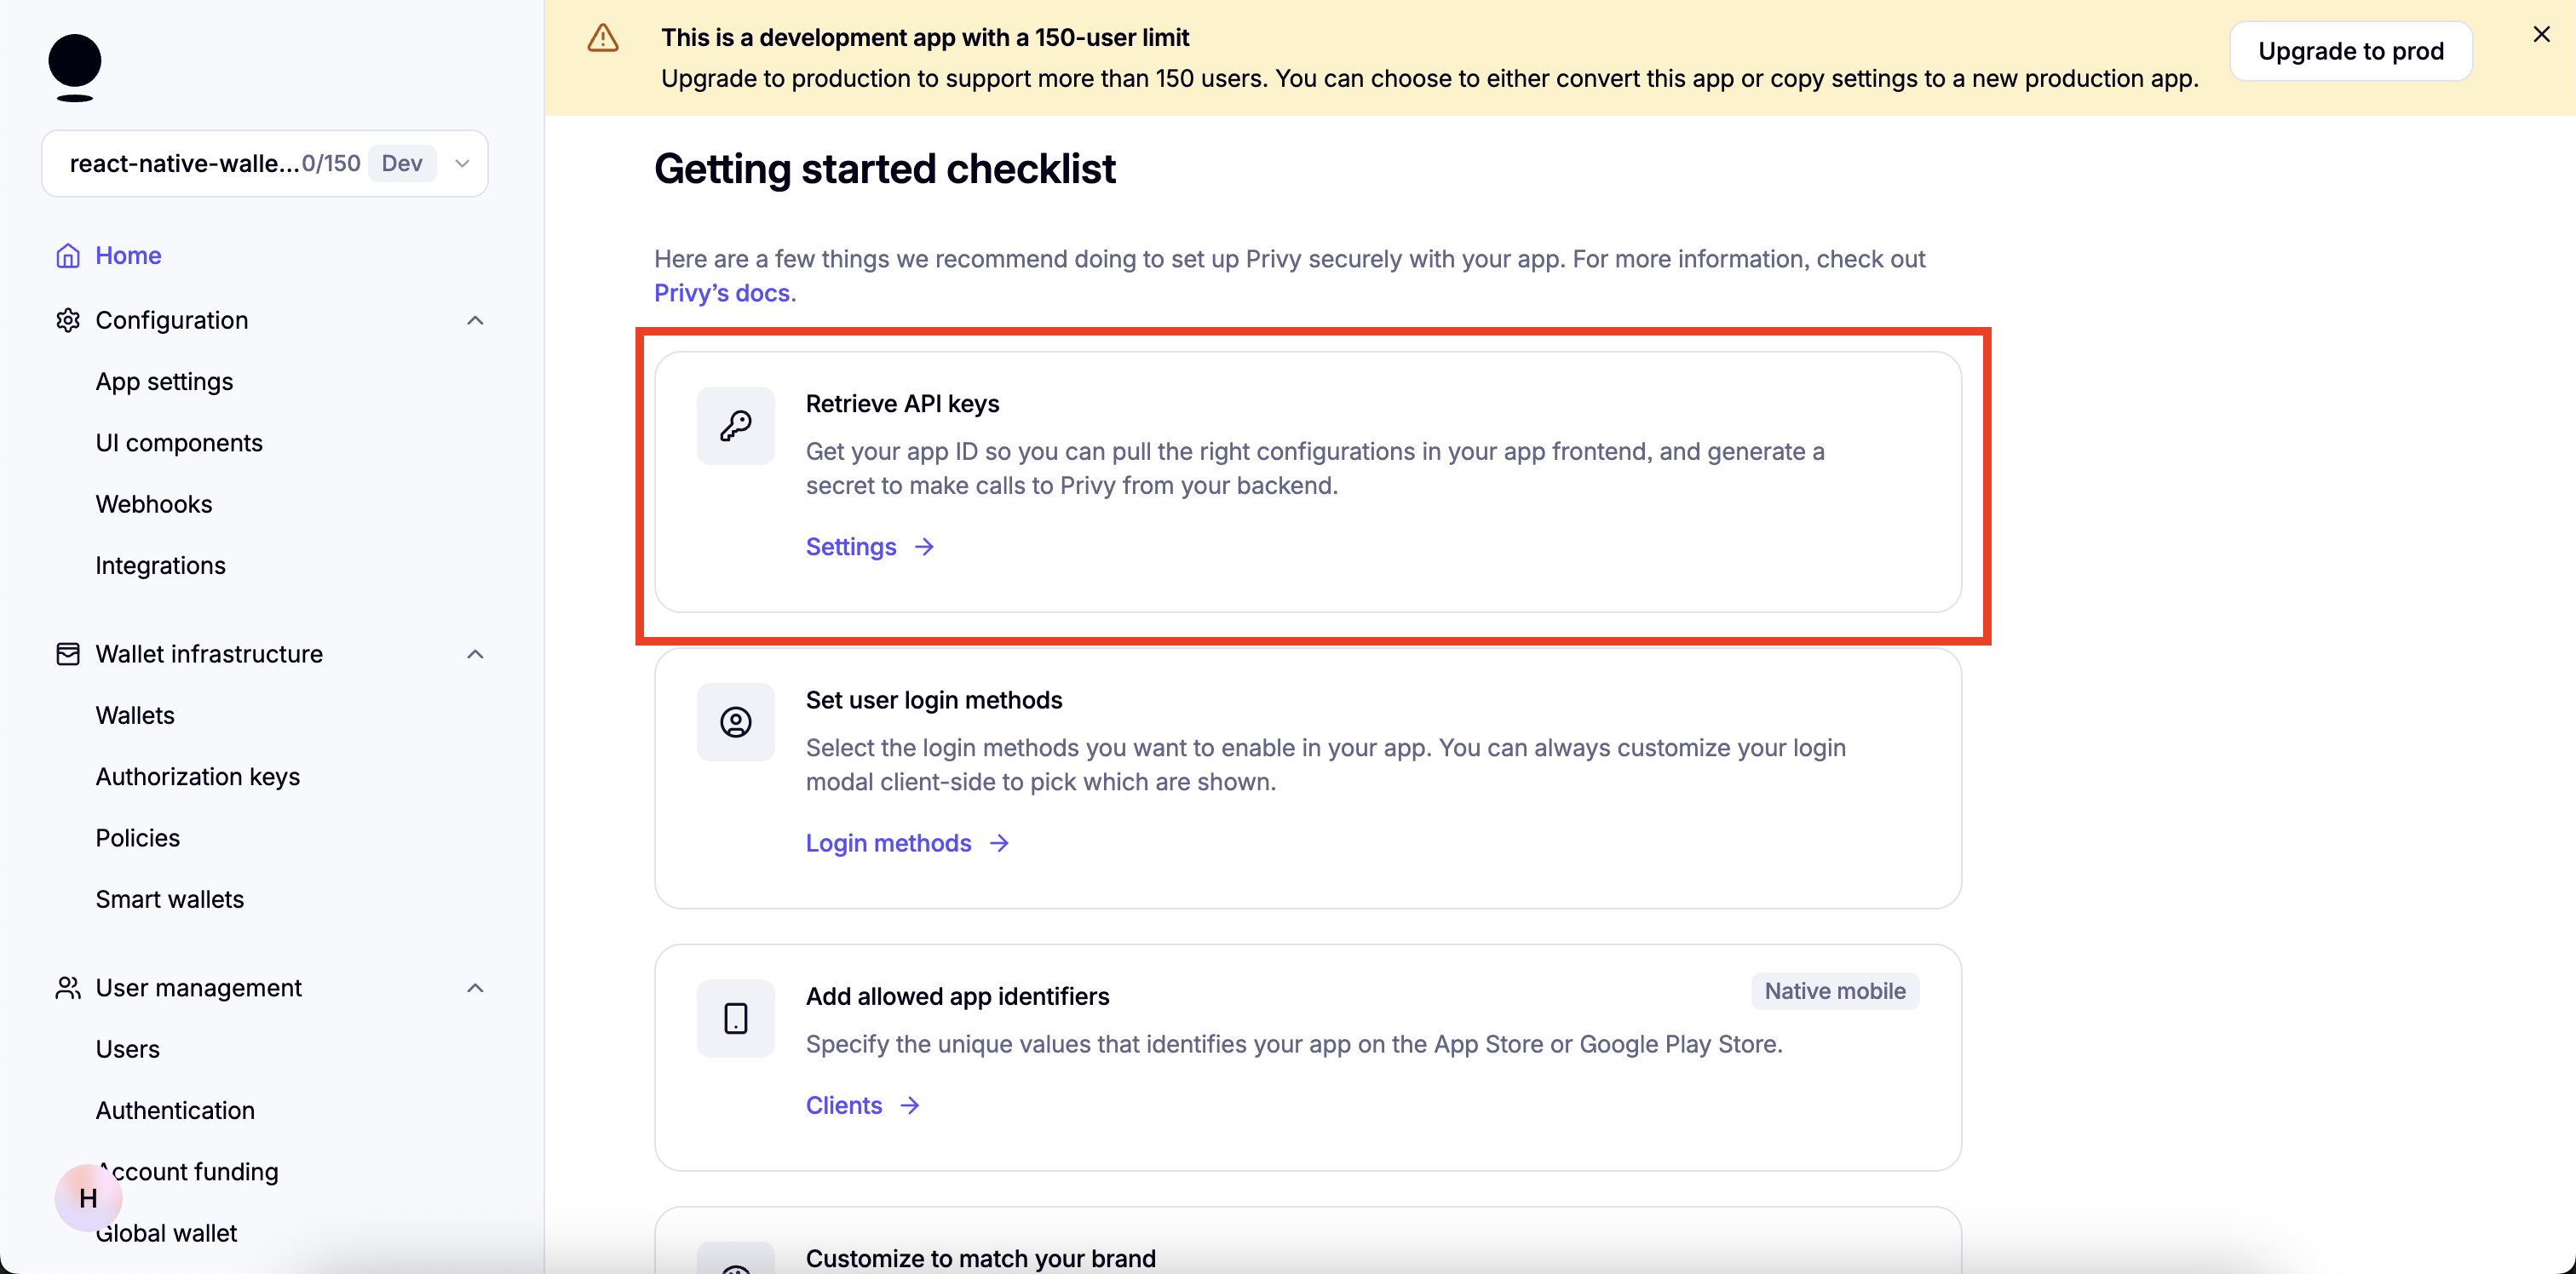 This is a development app with a 150-user limit
Upgrade to production to support more than 150 users. You can choose to either convert this app or copy settings to a new production app.
Upgrade to prod
react-native-walle...0/150 Dev
Home
Configuration
App settings
UI components
Webhooks
Integrations
Wallet infrastructure
Wallets
Authorization keys
Policies
Smart wallets
User management
Users
Authentication
Account funding
H
Global wallet
Getting started checklist
Here are a few things we recommend doing to set up Privy securely with your app. For more information, check out
Privy’s docs.
Retrieve API keys
Get your app ID so you can pull the right configurations in your app frontend, and generate a
secret to make calls to Privy from your backend.
Settings
Set user login methods
Select the login methods you want to enable in your app. You can always customize your login
modal client-side to pick which are shown.
Login methods
Add allowed app identifiers
Native mobile
Specify the unique values that identifies your app on the App Store or Google Play Store.
Clients
Customize to match your brand